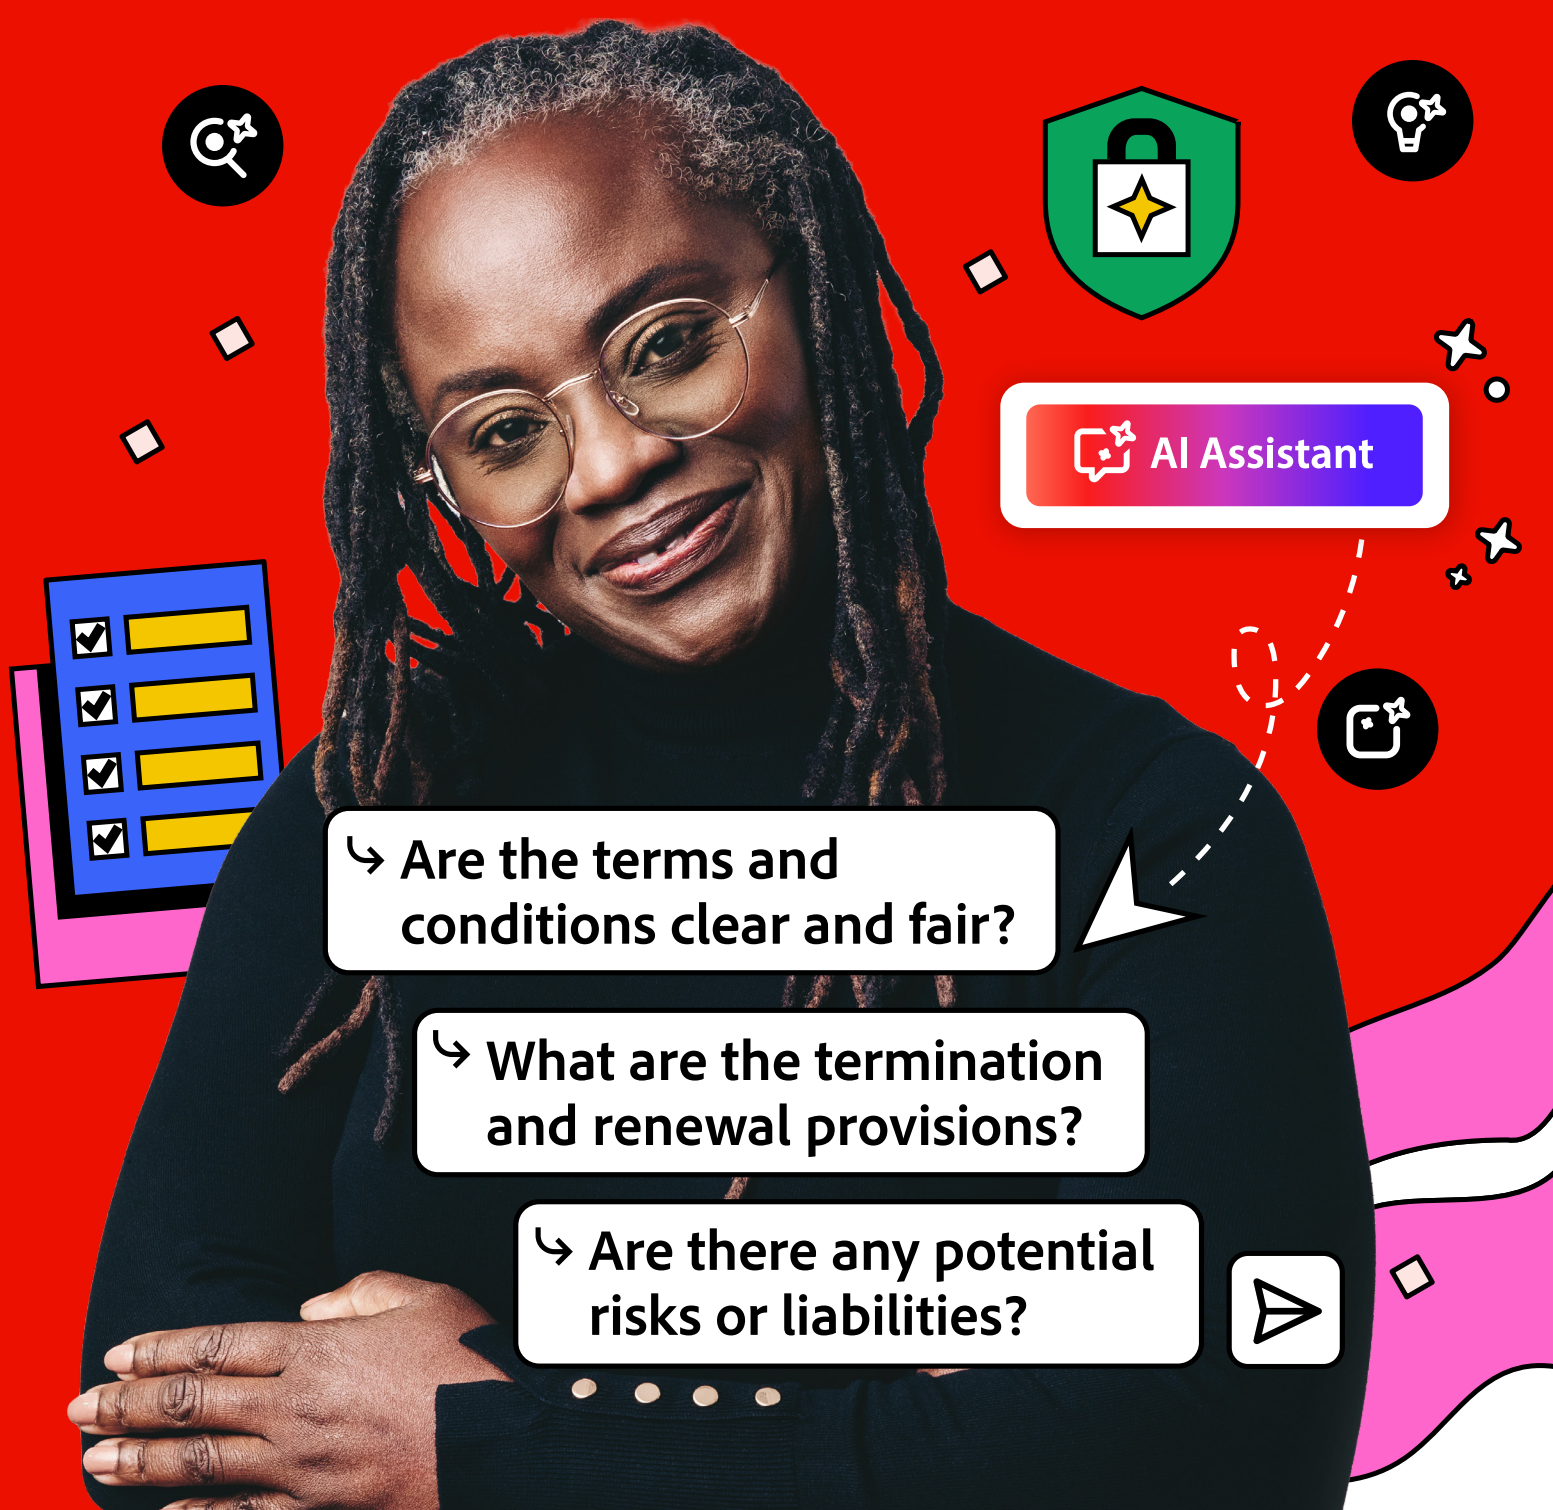 AI Assistant
Are the terms and
conditions clear and fair?
What are the termination
and renewal provisions?
Are there any potential
risks or liabilities?